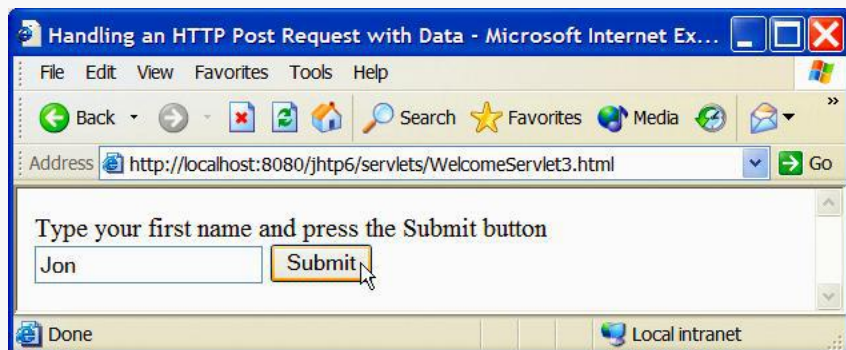 Handling an HTTP Post Request with Data - Microsoft Internet Ex...
File Edit View Favorites Tools Help
Back Search Favorites Media »
Address http://localhost:8080/jhtp6/servlets/WelcomeServlet3.html Go
Type your first name and press the Submit button
Jon Submit
Done Local intranet